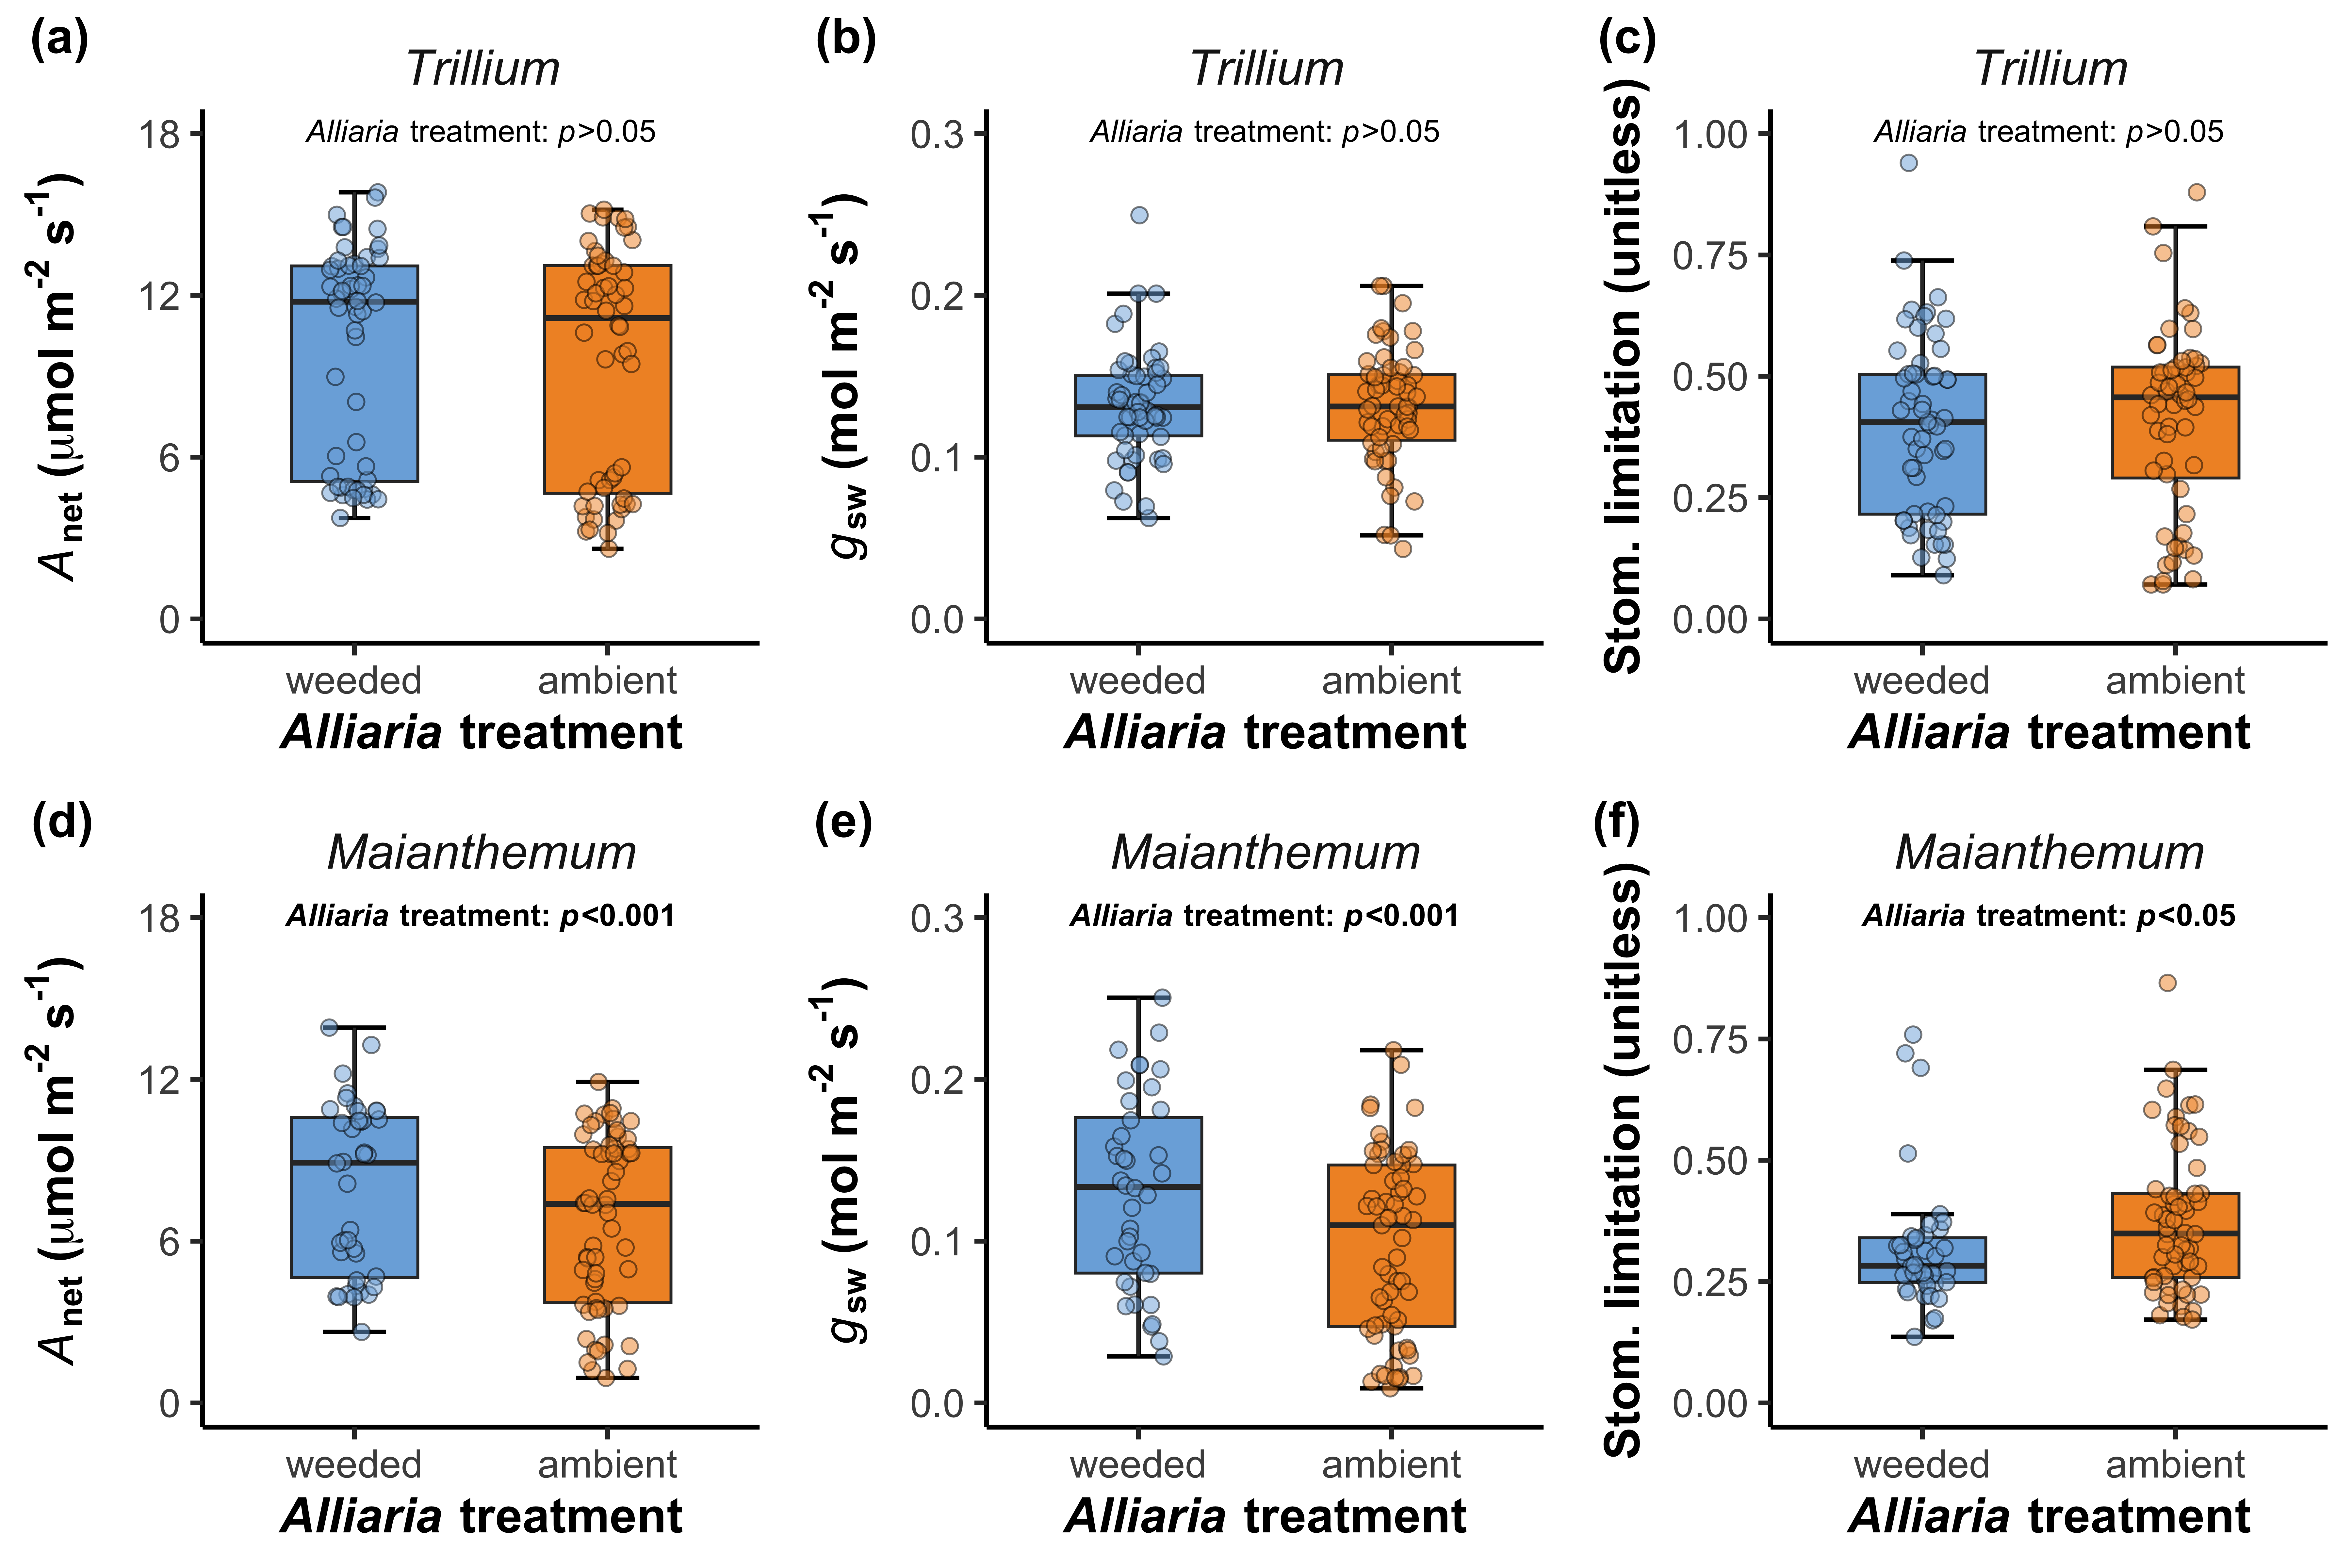 (a)
Trillium
Alliaria treatment: p>0.05
18
12
6
0
Anet (μmol m-2 s-1)
weeded ambient
Alliaria treatment
(b)
Trillium
Alliaria treatment: p>0.05
0.3
0.2
0.1
0.0
gsw (mol m-2 s-1)
weeded ambient
Alliaria treatment
(c)
Trillium
Alliaria treatment: p>0.05
1.00
0.75
0.50
0.25
0.00
Stom. limitation (unitless)
weeded ambient
Alliaria treatment
(d)
Maianthemum
Alliaria treatment: p<0.001
18
12
6
0
Anet (μmol m-2 s-1)
weeded ambient
Alliaria treatment
(e)
Maianthemum
Alliaria treatment: p<0.001
0.3
0.2
0.1
0.0
gsw (mol m-2 s-1)
weeded ambient
Alliaria treatment
(f)
Maianthemum
Alliaria treatment: p<0.05
1.00
0.75
0.50
0.25
0.00
Stom. limitation (unitless)
weeded ambient
Alliaria treatment